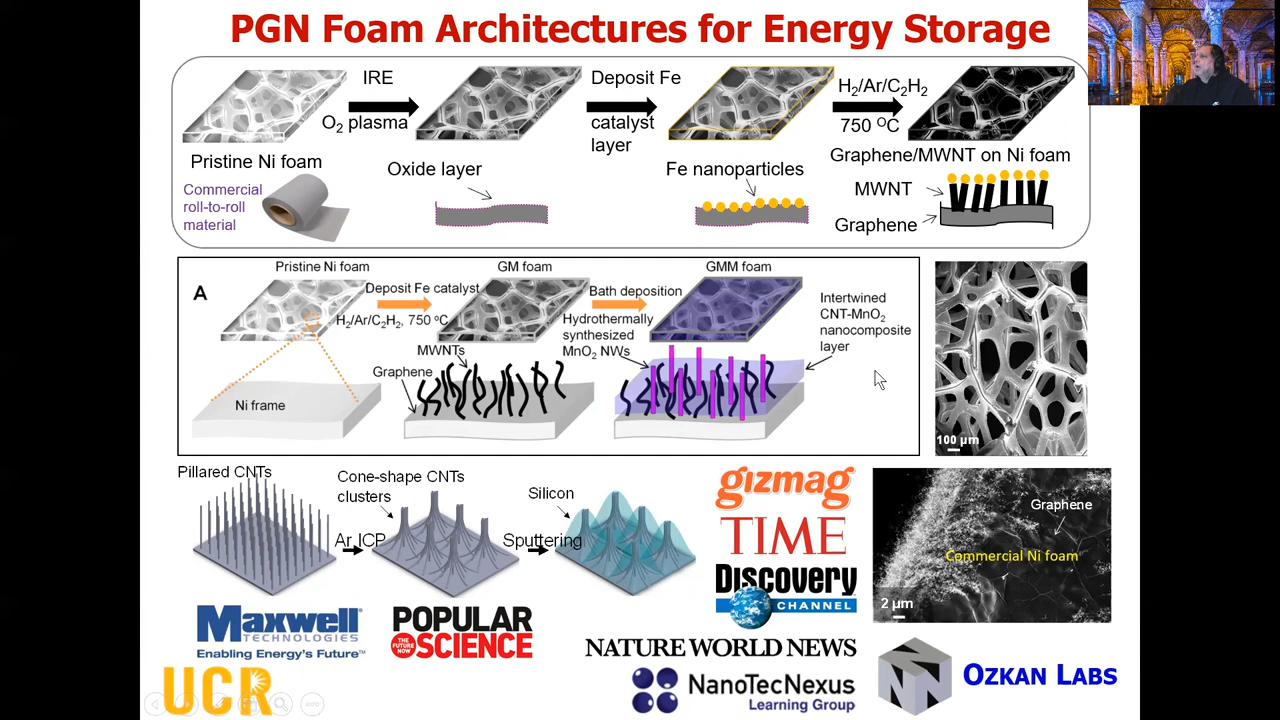 PGN Foam Architectures for Energy Storage
IRE
O2 plasma
Deposit Fe
catalyst
layer
H2/Ar/C2H2
750 OC
Pristine Ni foam
Oxide layer
Fe nanoparticles
Graphene/MWNT on Ni foam
Commercial
roll-to-roll
material
MWNT
Graphene
A
Pristine Ni foam
GM foam
GMM foam
Deposit Fe catalyst
H2/Ar/C2H2, 750 ºC
Bath deposition
Hydrothermally
synthesized
MnO2 NWs
Intertwined
CNT-MnO2
nanocomposite
layer
MWNTs
Graphene
Ni frame
100 µm
Pillared CNTs
Cone-shape CNTs
clusters
Silicon
Ar ICP
Sputtering
gizmag
TIME
Discovery
CHANNEL
Graphene
Commercial Ni foam
2 µm
Maxwell®
TECHNOLOGIES
Enabling Energy's Future™
POPULAR
THE FUTURE NOW
SCIENCE
NATURE WORLD NEWS
UCR
NanoTecNexus
Learning Group
N N
OZKAN LABS